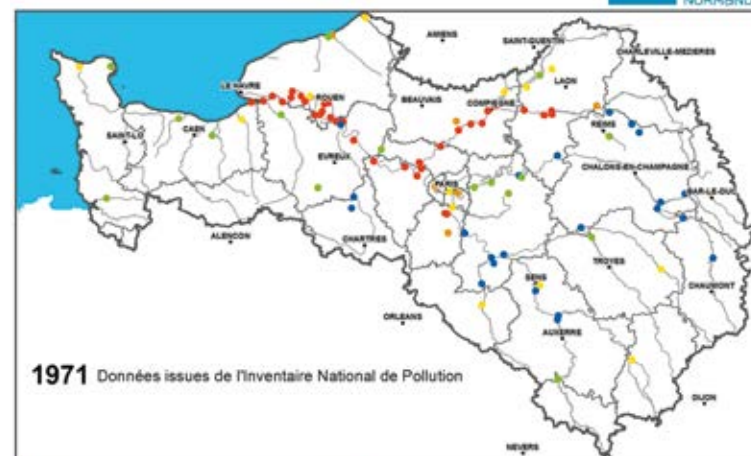 AMIENS
SAINT-QUENTIN
CHARLEVILLE-MEZIERES
LE HAVRE
LAON
ROUEN
BEAUVAIS
COMPIEGNE
REIMS
CAEN
SAINT-LO
EVREUX
CHALONS-EN-CHAMPAGNE
PARIS
BAR-LE-DUC
ALENCON
CHARTRES
TROYES
SENS
CHAUMONT
ORLEANS
AUXERRE
1971 Données issues de l'Inventaire National de Pollution
DIJON
NEVERS